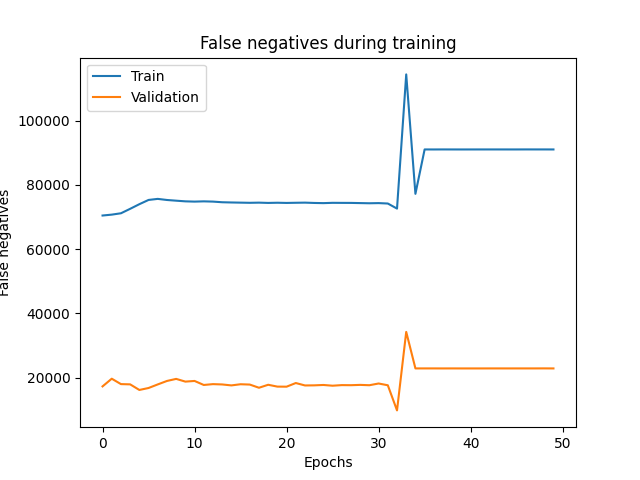 False negatives during training
Train
Validation
100000
80000
60000
40000
20000
False negatives
0 10 20 30 40 50
Epochs